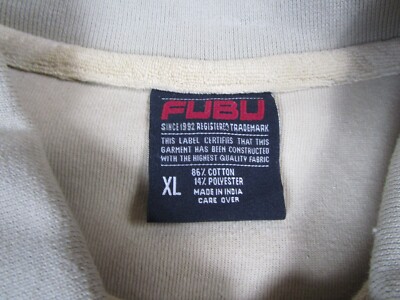 FUBU
SINCE 1992 REGISTERED TRADEMARK
THIS LABEL CERTIFIES THAT THIS
GARMENT HAS BEEN CONSTRUCTED
WITH THE HIGHEST QUALITY FABRIC
XL
86% COTTON
14% POLYESTER
MADE IN INDIA
CARE OVER